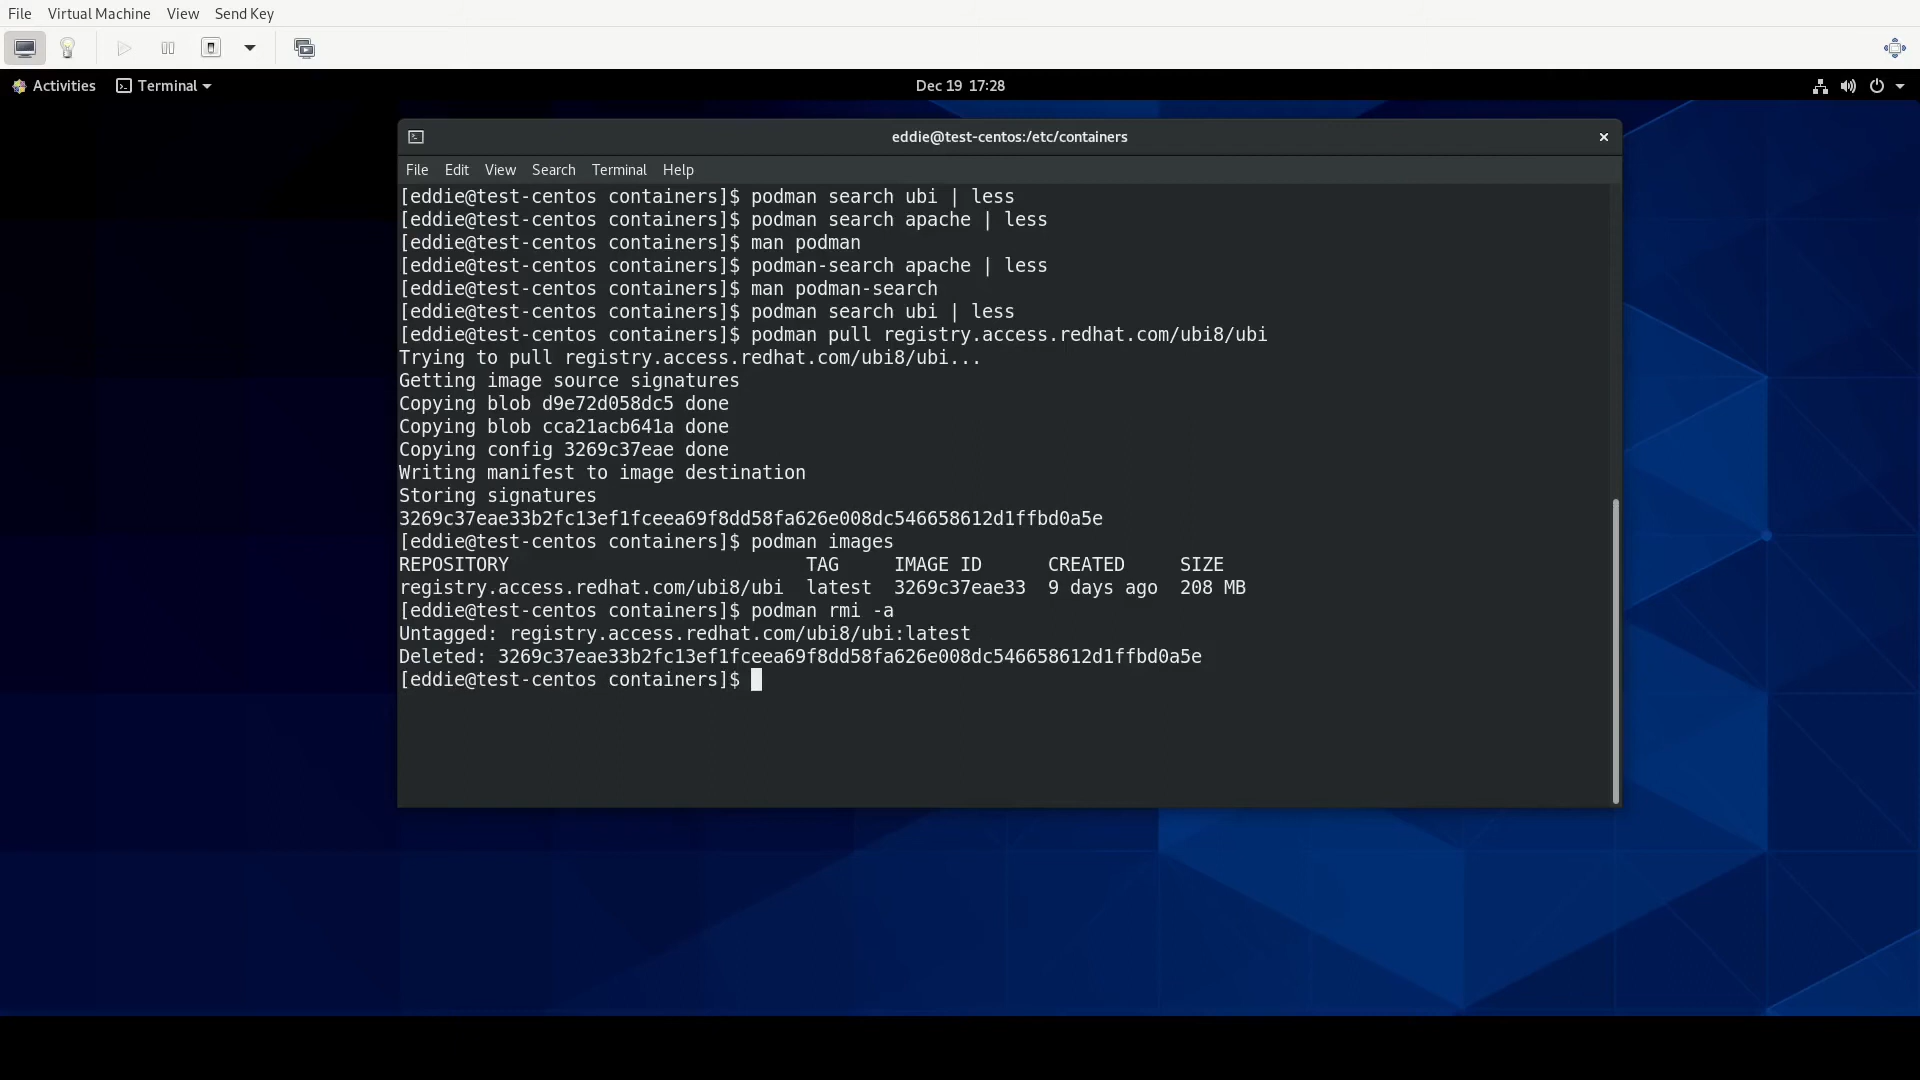 File Virtual Machine View Send Key
Activities Terminal Dec 19 17:28
eddie@test-centos:/etc/containers
File Edit View Search Terminal Help
[eddie@test-centos containers]$ podman search ubi | less
[eddie@test-centos containers]$ podman search apache | less
[eddie@test-centos containers]$ man podman
[eddie@test-centos containers]$ podman-search apache | less
[eddie@test-centos containers]$ man podman-search
[eddie@test-centos containers]$ podman search ubi | less
[eddie@test-centos containers]$ podman pull registry.access.redhat.com/ubi8/ubi
Trying to pull registry.access.redhat.com/ubi8/ubi...
Getting image source signatures
Copying blob d9e72d058dc5 done
Copying blob cca21acb641a done
Copying config 3269c37eae done
Writing manifest to image destination
Storing signatures
3269c37eae33b2fc13ef1fceea69f8dd58fa626e008dc546658612d1ffbd0a5e
[eddie@test-centos containers]$ podman images
REPOSITORY TAG IMAGE ID CREATED SIZE
registry.access.redhat.com/ubi8/ubi latest 3269c37eae33 9 days ago 208 MB
[eddie@test-centos containers]$ podman rmi -a
Untagged: registry.access.redhat.com/ubi8/ubi:latest
Deleted: 3269c37eae33b2fc13ef1fceea69f8dd58fa626e008dc546658612d1ffbd0a5e
[eddie@test-centos containers]$